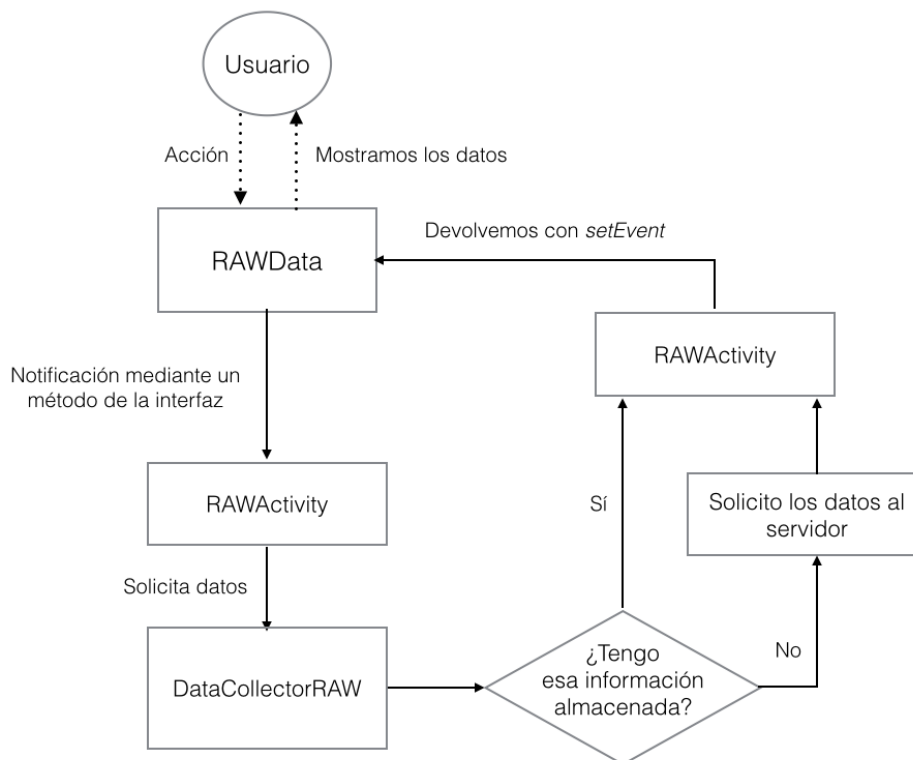 Usuario
Acción
Mostramos los datos
RAWData
Devolvemos con setEvent
RAWActivity
Notificación mediante un
método de la interfaz
RAWActivity
Sí
Solicito los datos al
servidor
Solicita datos
DataCollectorRAW
¿Tengo
esa información
almacenada?
No